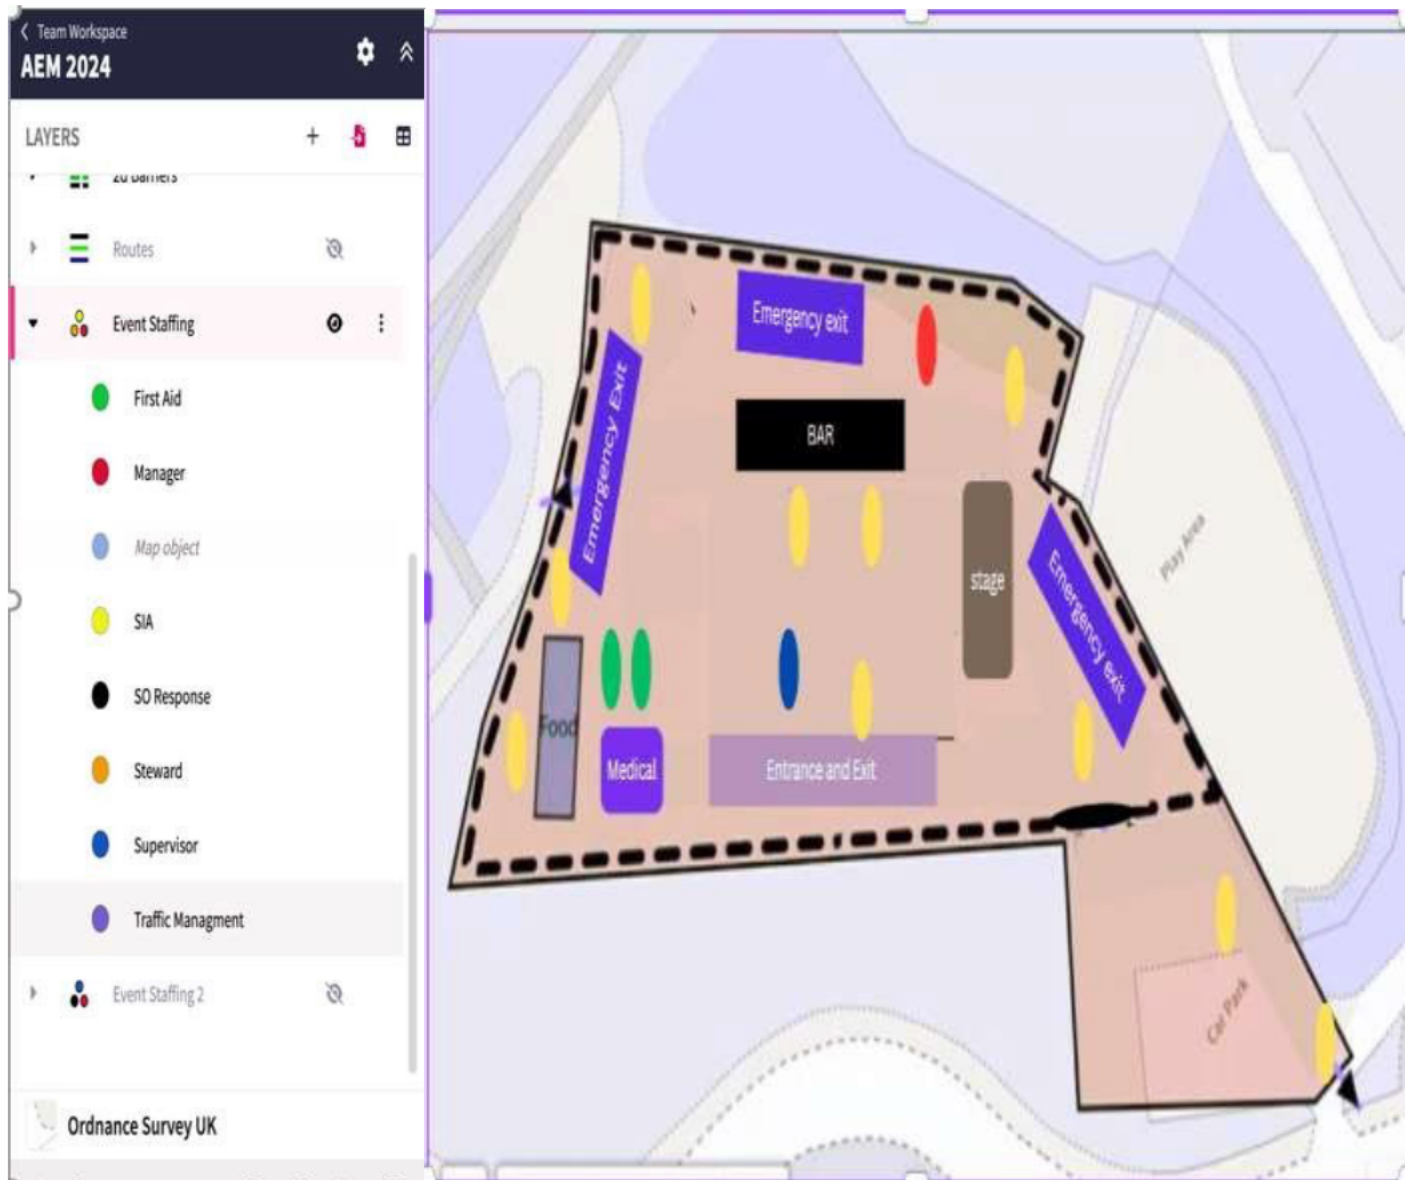 Team Workspace
AEM 2024
LAYERS
2d Barriers
Routes
Event Staffing
First Aid
Manager
Map object
SIA
SO Response
Steward
Supervisor
Traffic Managment
Event Staffing 2
Ordnance Survey UK
Emergency exit
Emergency Exit
BAR
stage
Emergency exit
Play Area
Food
Medical
Entrance and Exit
Car Park